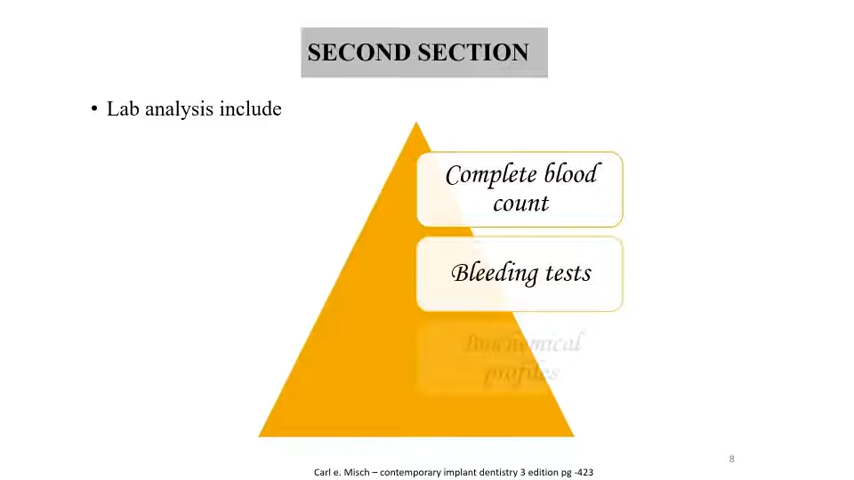 SECOND SECTION
• Lab analysis include
Complete blood
count
Bleeding tests
Biochemical
profiles
8
Carl e. Misch – contemporary implant dentistry 3 edition pg -423